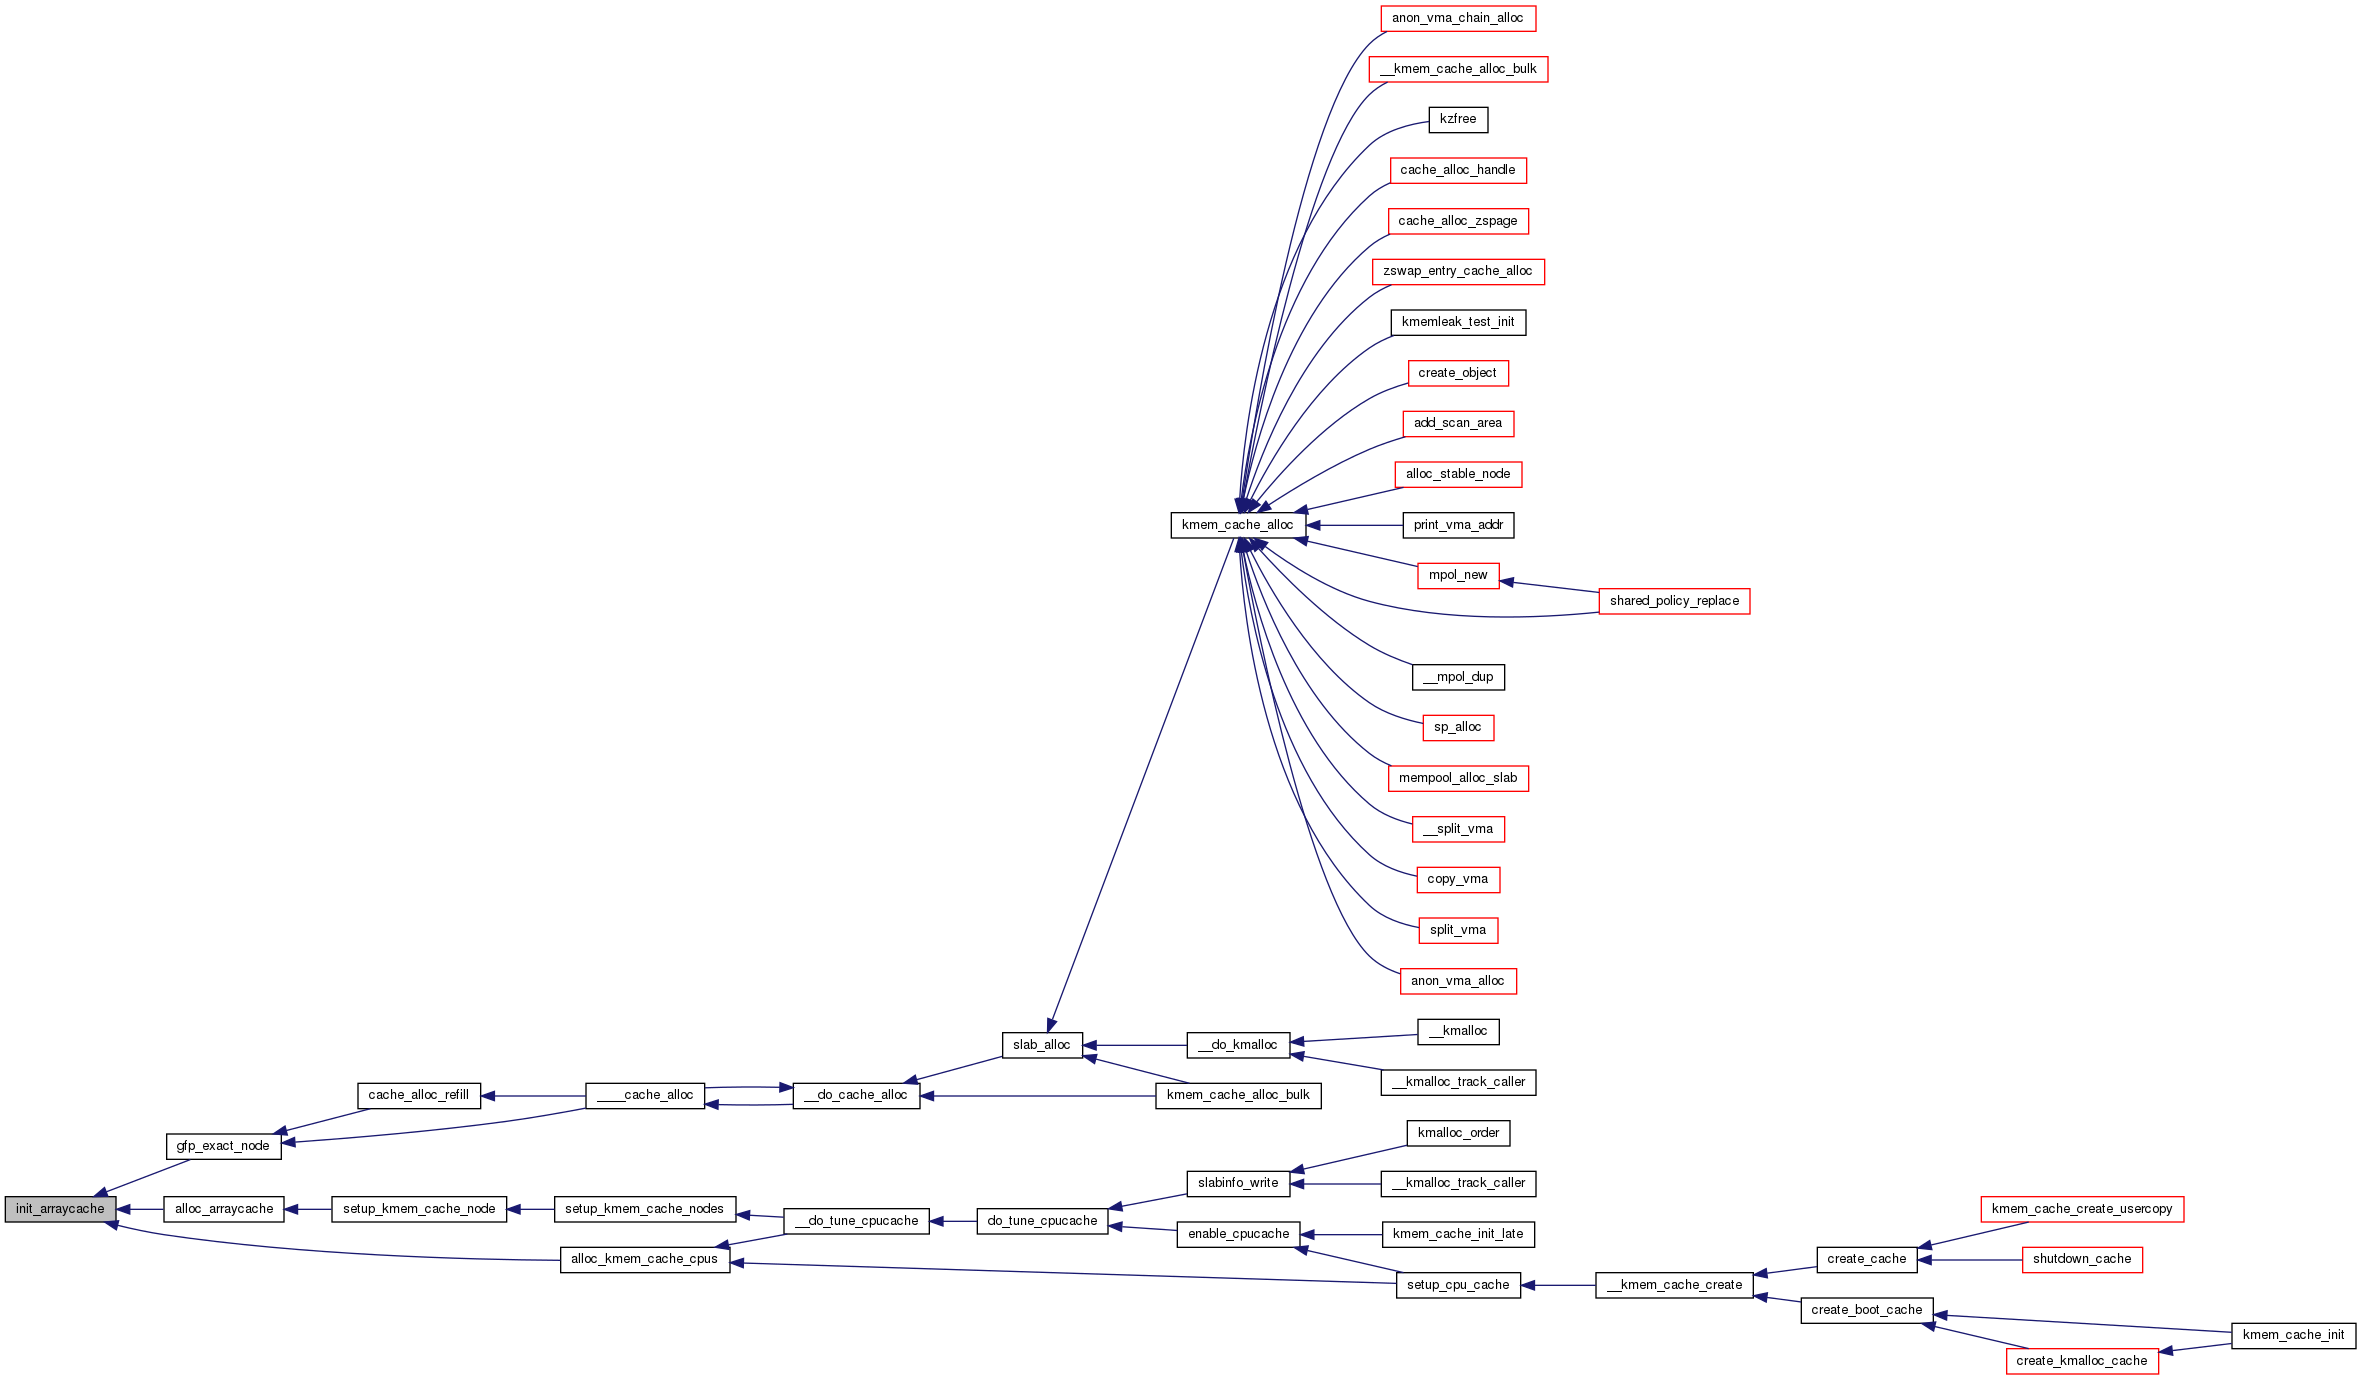 anon_vma_chain_alloc
__kmem_cache_alloc_bulk
kzfree
cache_alloc_handle
cache_alloc_zspage
zswap_entry_cache_alloc
kmemleak_test_init
create_object
add_scan_area
alloc_stable_node
kmem_cache_alloc
print_vma_addr
mpol_new
shared_policy_replace
__mpol_dup
sp_alloc
mempool_alloc_slab
__split_vma
copy_vma
split_vma
anon_vma_alloc
__kmalloc
slab_alloc
__do_kmalloc
__kmalloc_track_caller
cache_alloc_refill
____cache_alloc
__do_cache_alloc
kmem_cache_alloc_bulk
kmalloc_order
gfp_exact_node
slabinfo_write
__kmalloc_track_caller
init_arraycache
alloc_arraycache
setup_kmem_cache_node
setup_kmem_cache_nodes
kmem_cache_create_usercopy
__do_tune_cpucache
do_tune_cpucache
enable_cpucache
kmem_cache_init_late
alloc_kmem_cache_cpus
create_cache
shutdown_cache
setup_cpu_cache
__kmem_cache_create
create_boot_cache
kmem_cache_init
create_kmalloc_cache